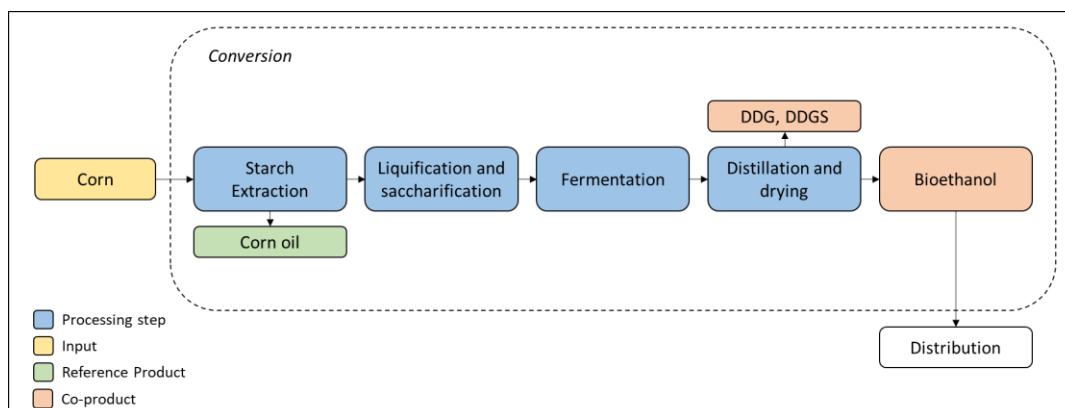 Conversion
DDG, DDGS
Corn
Starch
Extraction
Liquification and
saccharification
Fermentation
Distillation and
drying
Bioethanol
Corn oil
Processing step
Input
Reference Product
Co-product
Distribution